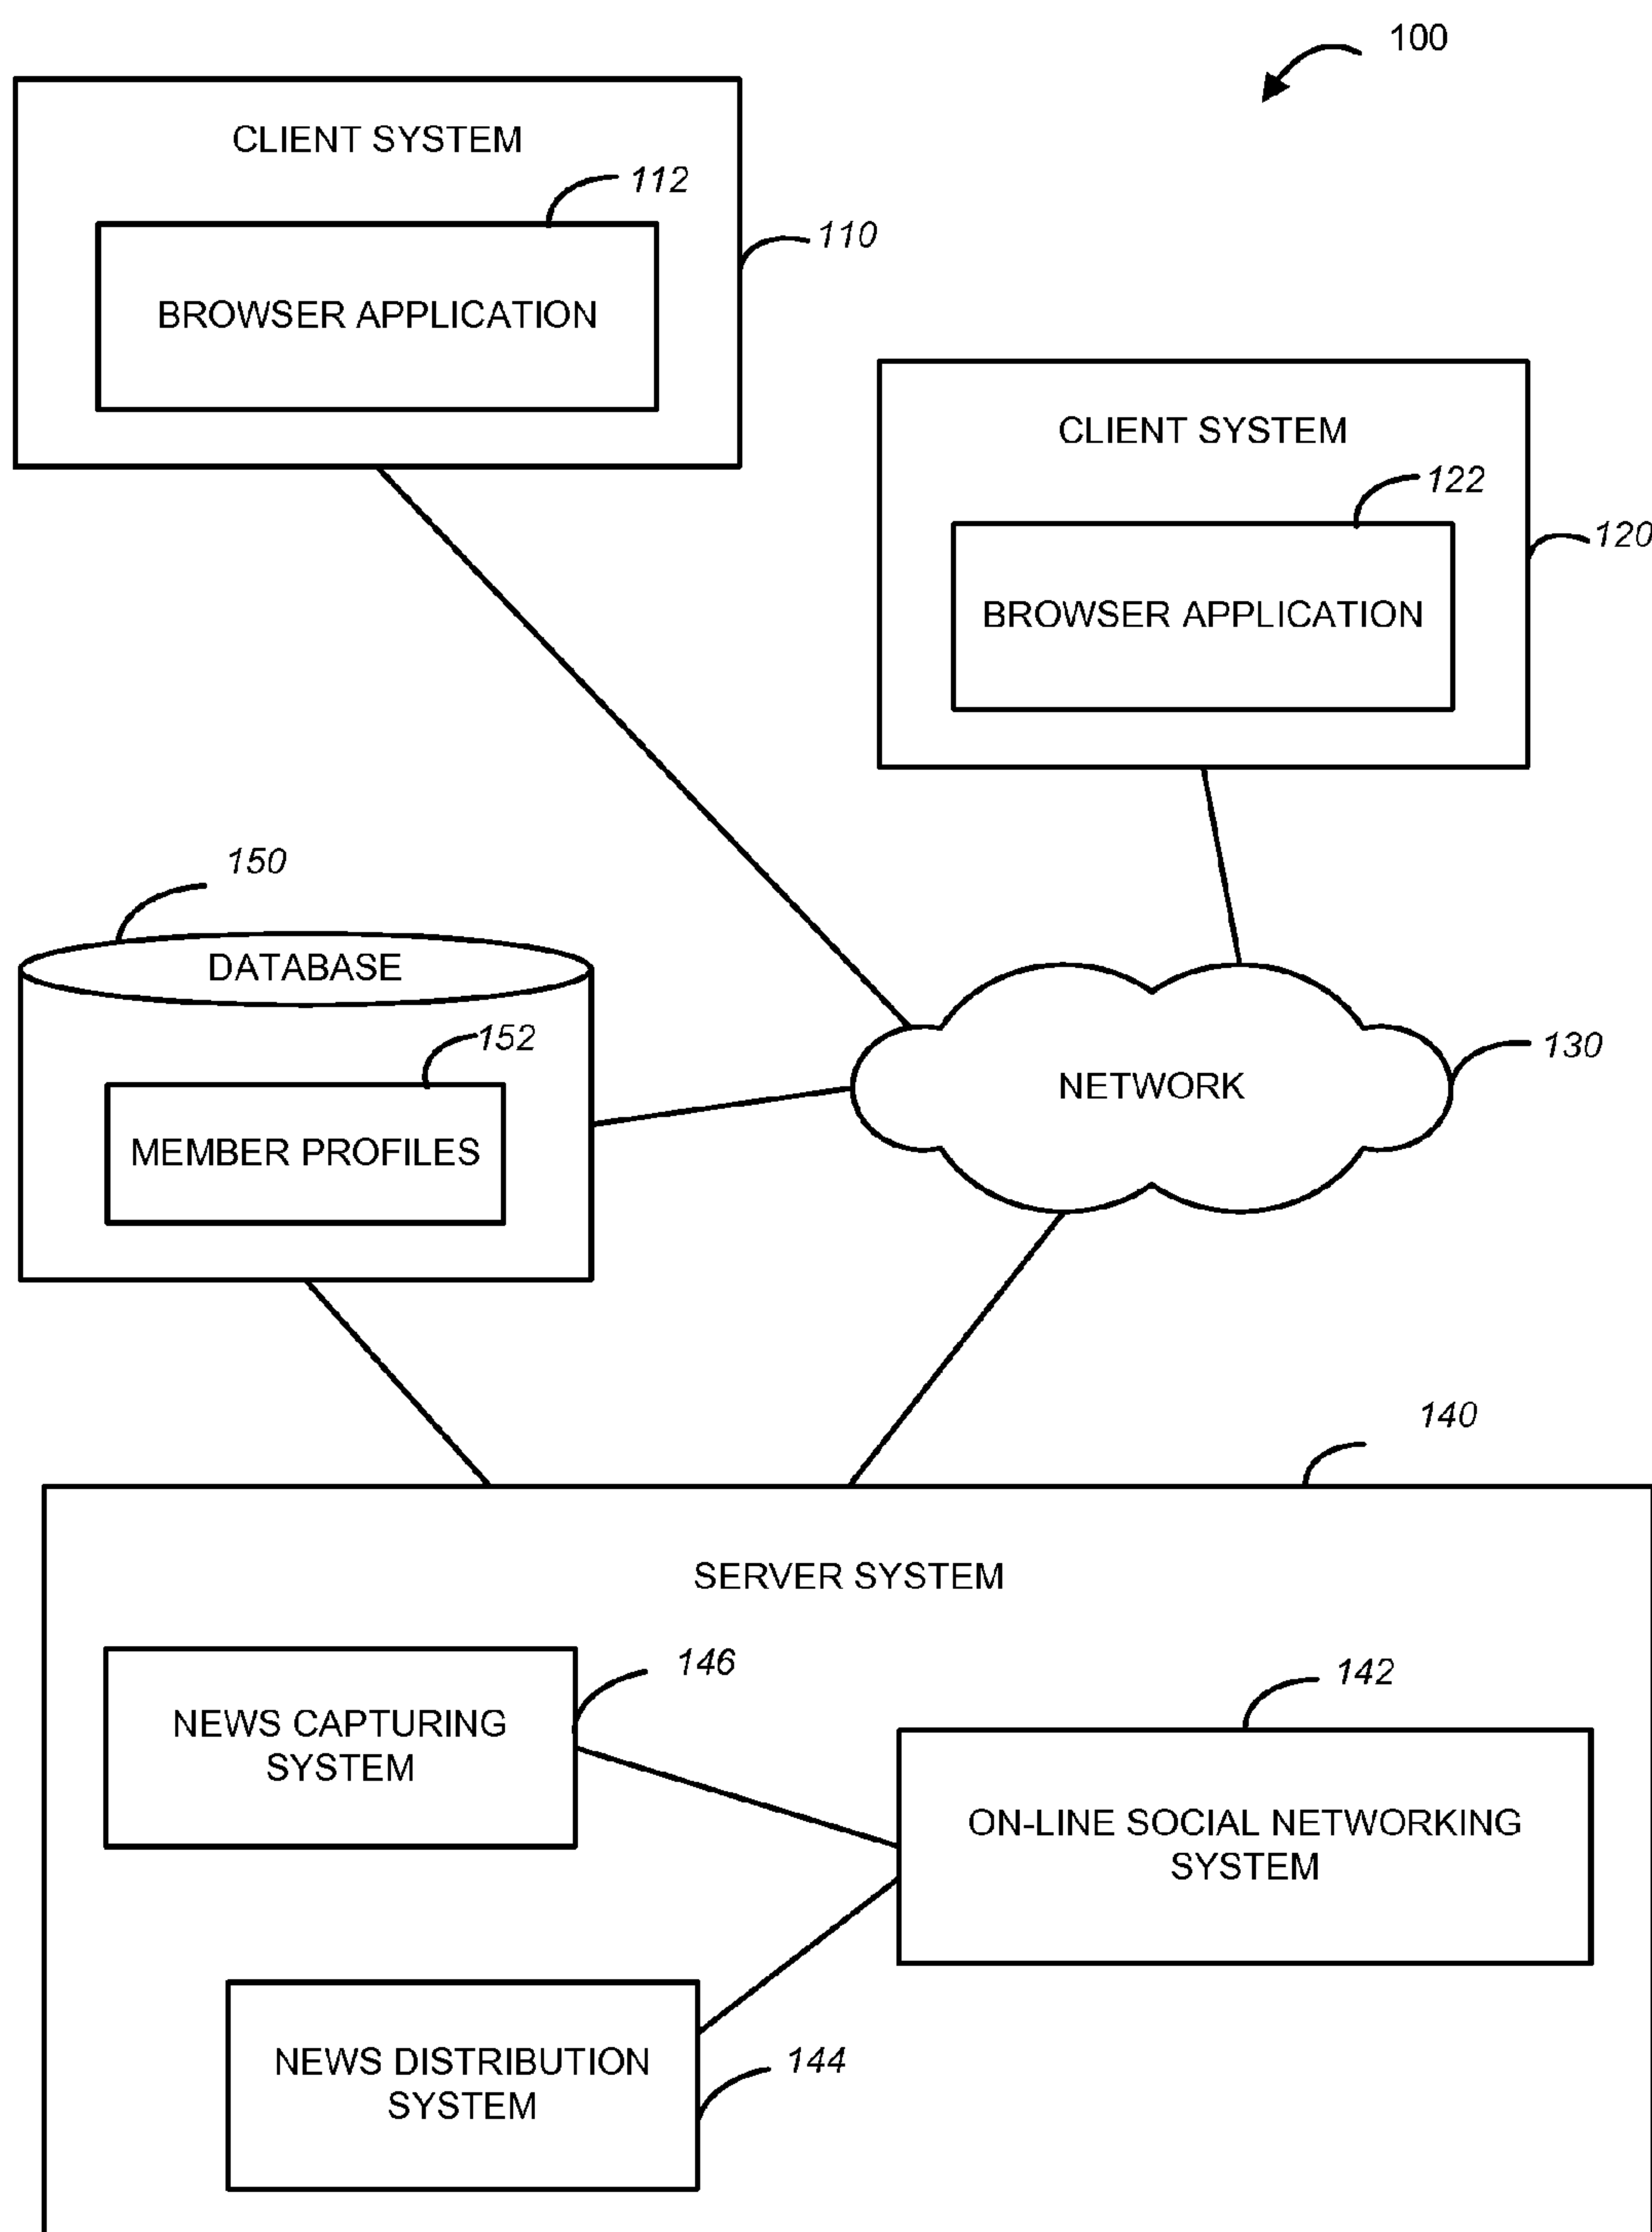 100
CLIENT SYSTEM
112
110
BROWSER APPLICATION
CLIENT SYSTEM
122
120
BROWSER APPLICATION
150
DATABASE
152
MEMBER PROFILES
130
NETWORK
140
SERVER SYSTEM
146
142
NEWS CAPTURING
SYSTEM
ON-LINE SOCIAL NETWORKING
SYSTEM
NEWS DISTRIBUTION
SYSTEM
144